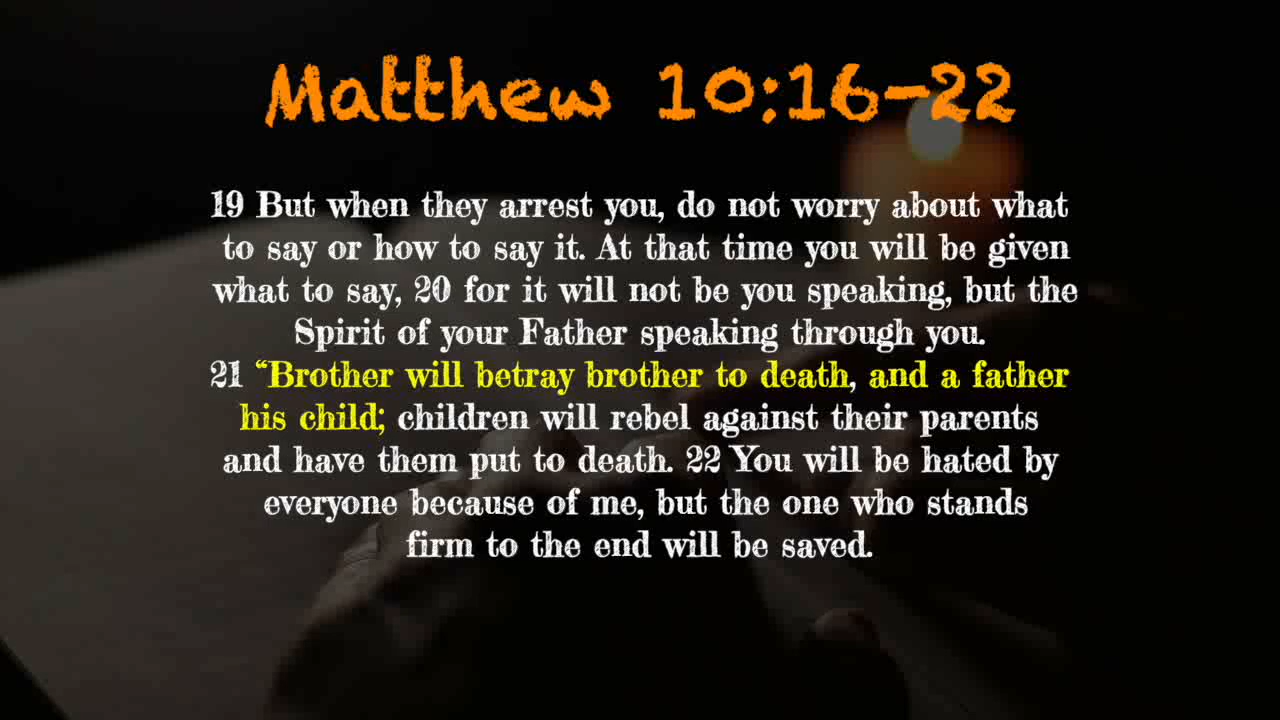 Matthew 10:16-22
19 But when they arrest you, do not worry about what
to say or how to say it. At that time you will be given
what to say, 20 for it will not be you speaking, but the
Spirit of your Father speaking through you.
21 “Brother will betray brother to death, and a father
his child; children will rebel against their parents
and have them put to death. 22 You will be hated by
everyone because of me, but the one who stands
firm to the end will be saved.